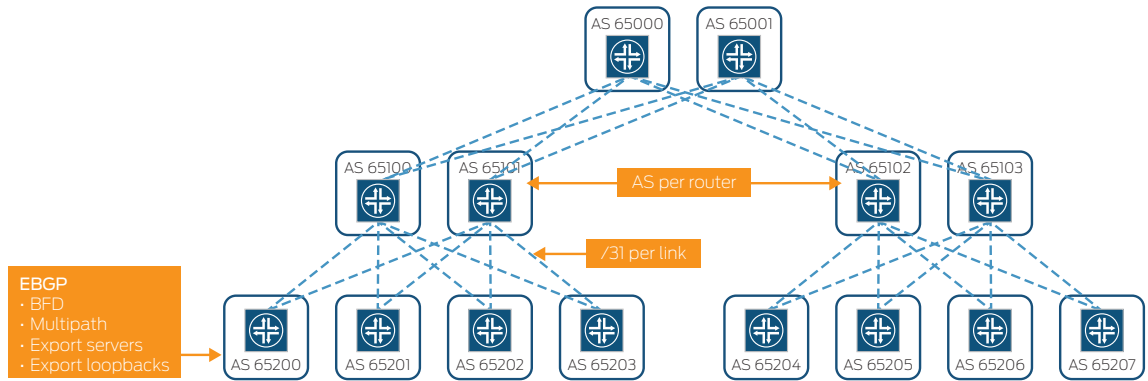 AS 65000
AS 65001
AS 65100
AS 65101
AS per router
AS 65102
AS 65103
/31 per link
EBGP
· BFD
· Multipath
· Export servers
· Export loopbacks
AS 65200
AS 65201
AS 65202
AS 65203
AS 65204
AS 65205
AS 65206
AS 65207